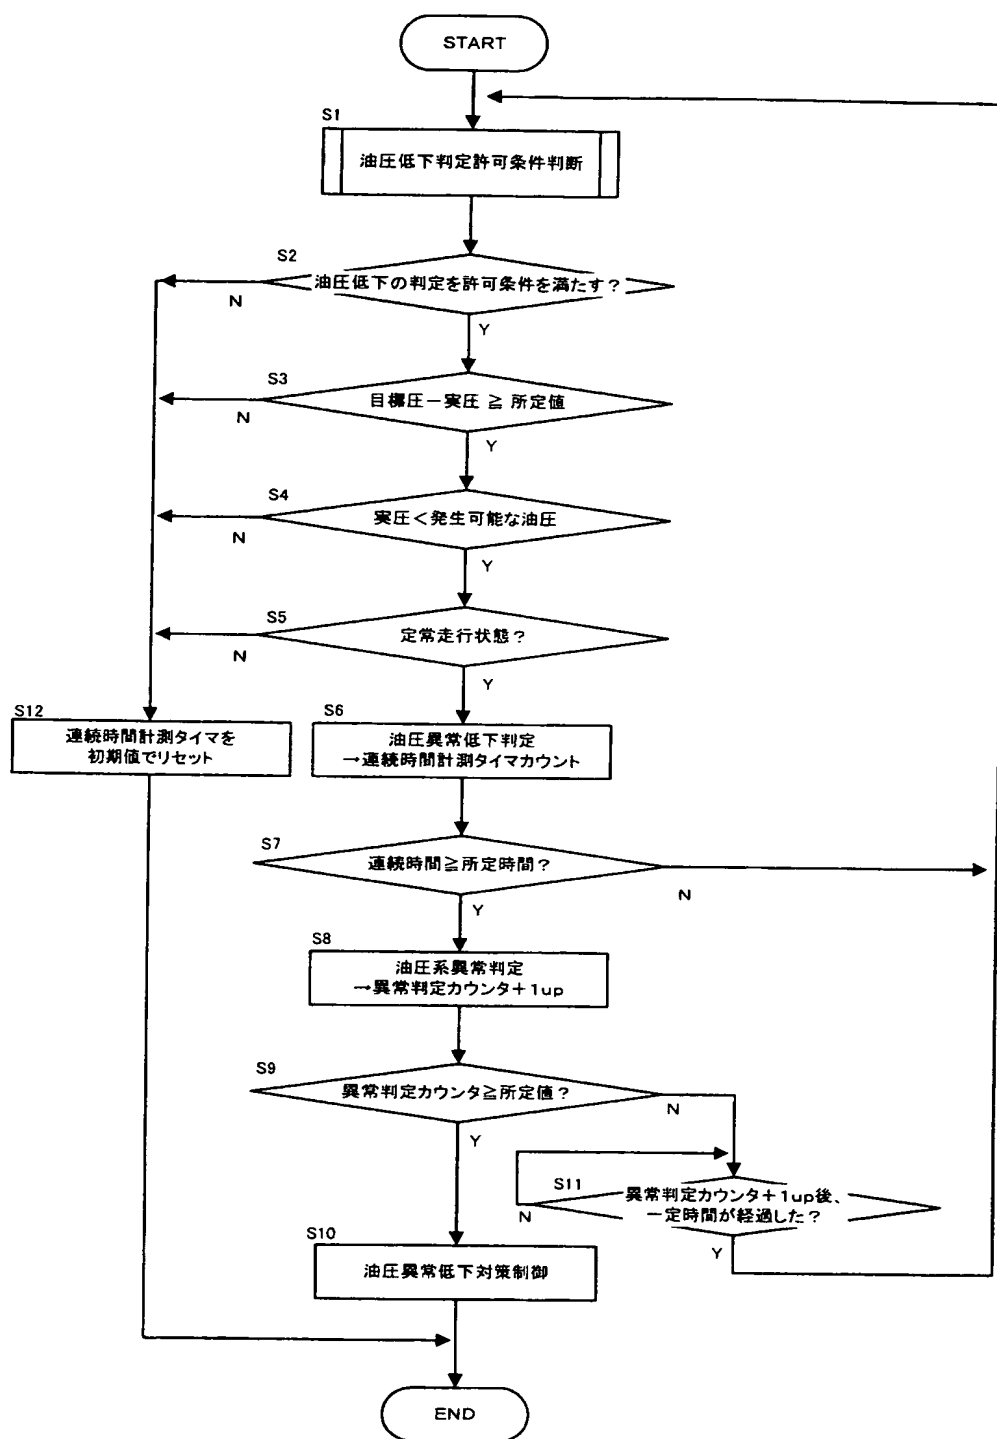 START
S1
油圧低下判定許可条件判断
S2
油圧低下の判定を許可条件を満たす？
N
Y
S3
目標圧－実圧 ≧ 所定値
N
Y
S4
実圧＜発生可能な油圧
N
Y
S5
定常走行状態？
N
Y
S12
連続時間計測タイマを
初期値でリセット
S6
油圧異常低下判定
→連続時間計測タイマカウント
S7
連続時間≧所定時間？
N
Y
S8
油圧系異常判定
→異常判定カウンタ＋1up
S9
異常判定カウンタ≧所定値？
N
Y
S11
異常判定カウンタ＋1up後、
一定時間が経過した？
N
Y
S10
油圧異常低下対策制御
END